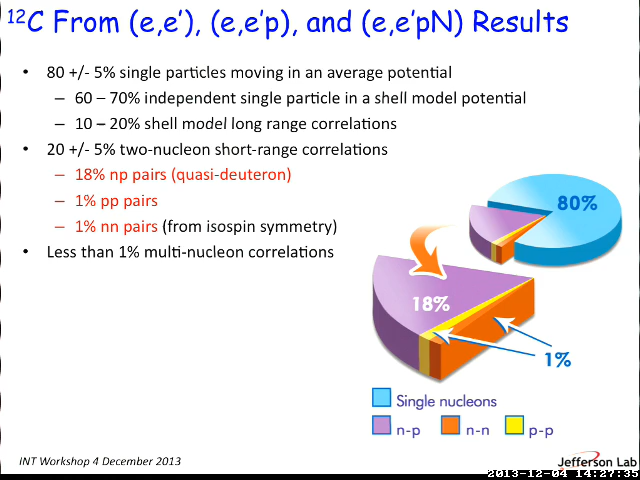 ¹²C From (e,e’), (e,e’p), and (e,e’pN) Results
• 80 +/- 5% single particles moving in an average potential
– 60 – 70% independent single particle in a shell model potential
– 10 – 20% shell model long range correlations
• 20 +/- 5% two-nucleon short-range correlations
– 18% np pairs (quasi-deuteron)
– 1% pp pairs
– 1% nn pairs (from isospin symmetry)
• Less than 1% multi-nucleon correlations
80%
18%
1%
Single nucleons
n-p n-n p-p
INT Workshop 4 December 2013
Jefferson Lab
2013-12-04 14:27:35